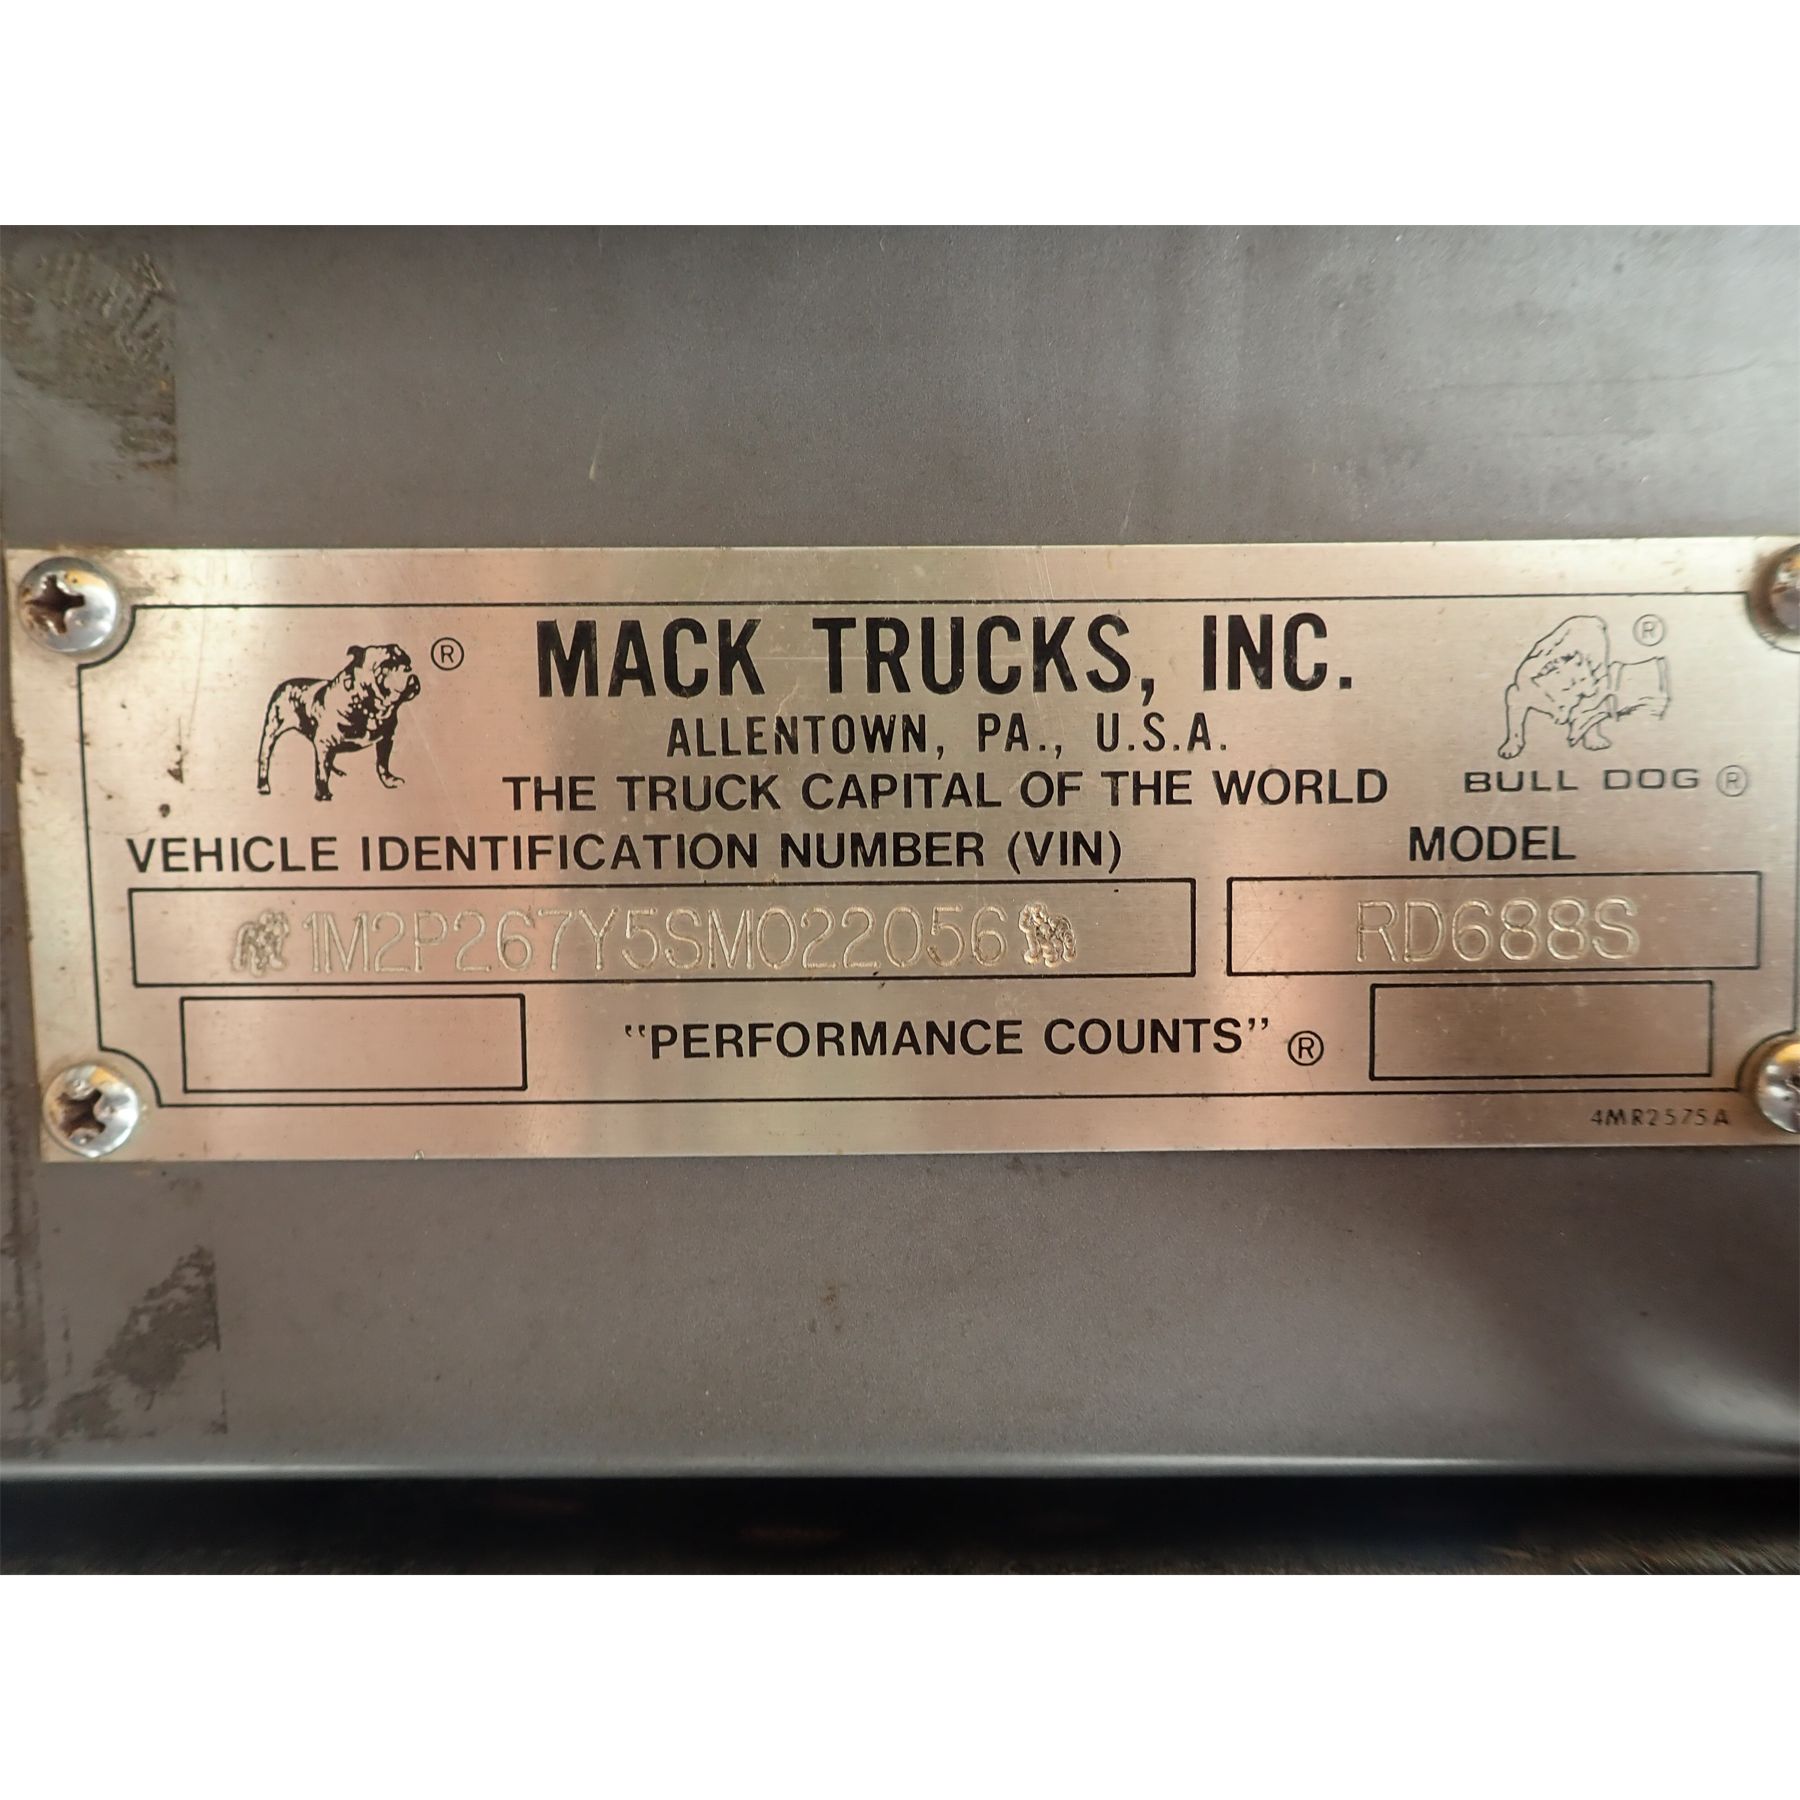 ® MACK TRUCKS, INC. ®
ALLENTOWN, PA., U.S.A.
THE TRUCK CAPITAL OF THE WORLD
BULL DOG ®
VEHICLE IDENTIFICATION NUMBER (VIN)
MODEL
1M2P267Y5SM022056
RD688S
"PERFORMANCE COUNTS" ®
4MR2575A